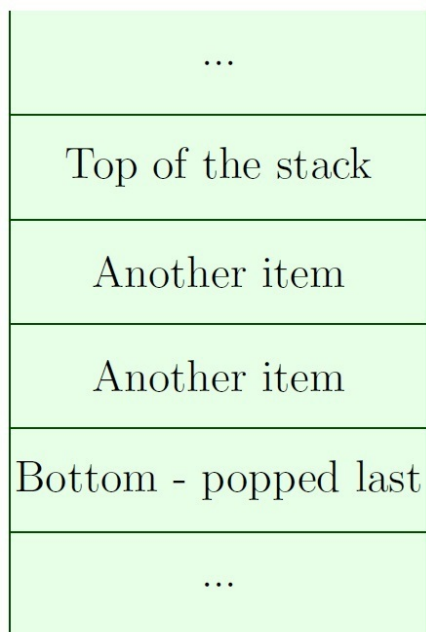 ...
Top of the stack
Another item
Another item
Bottom - popped last
...